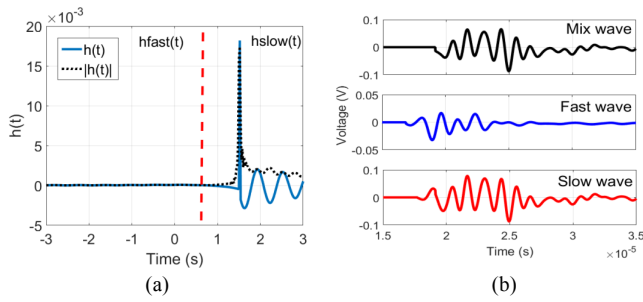 ×10⁻³
20
15
10
5
0
-5
h(t)
h(t)
|h(t)|
hfast(t)
hslow(t)
-3
-2
-1
0
1
2
3
Time (s)
(a)
0.1
0
-0.1
Mix wave
0.05
0
-0.05
Voltage (V)
Fast wave
0.1
0
-0.1
Slow wave
1.5
2
2.5
3
3.5
Time (s)
×10⁻⁵
(b)